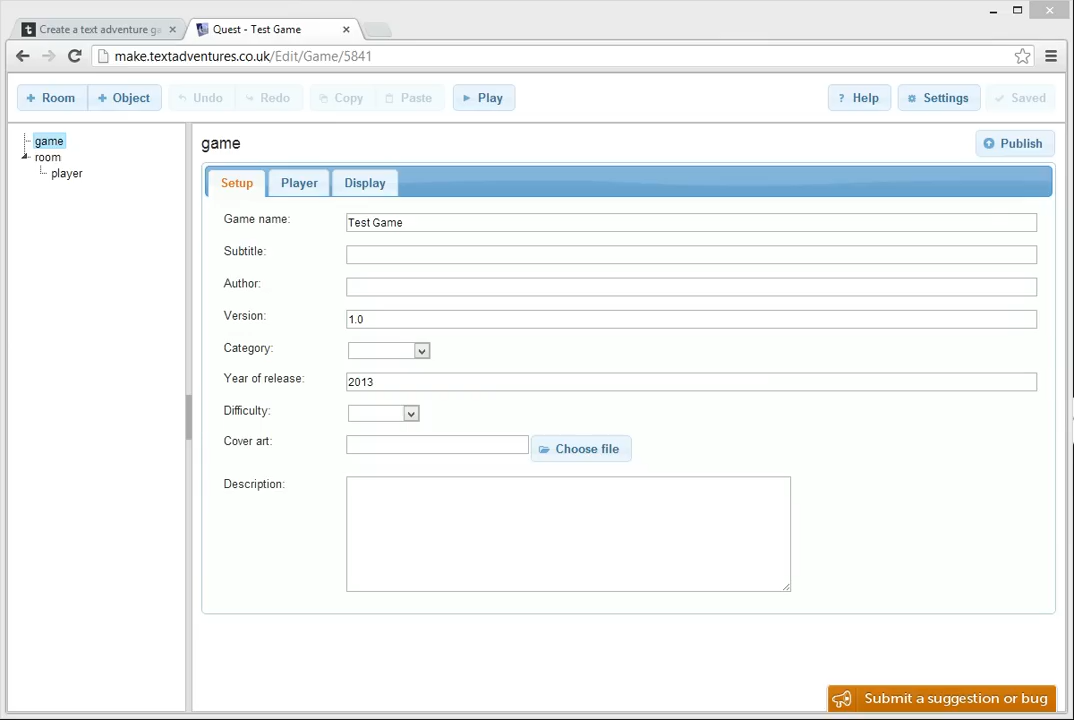 Create a text adventure ga
Quest - Test Game
make.textadventures.co.uk/Edit/Game/5841
Room Object Undo Redo Copy Paste Play Help Settings Saved
game
room
player
game
Publish
Setup Player Display
Game name: Test Game
Subtitle:
Author:
Version: 1.0
Category:
Year of release: 2013
Difficulty:
Cover art: Choose file
Description:
Submit a suggestion or bug